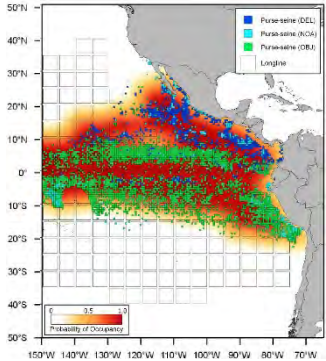 50°N
40°N
30°N
20°N
10°N
0°
10°S
20°S
30°S
40°S
50°S
150°W 140°W 130°W 120°W 110°W 100°W 90°W 80°W 70°W
Purse-seine (DEL)
Purse-seine (NOA)
Purse-seine (OBJ)
Longline
0 0.5 1.0
Probability of Occupancy